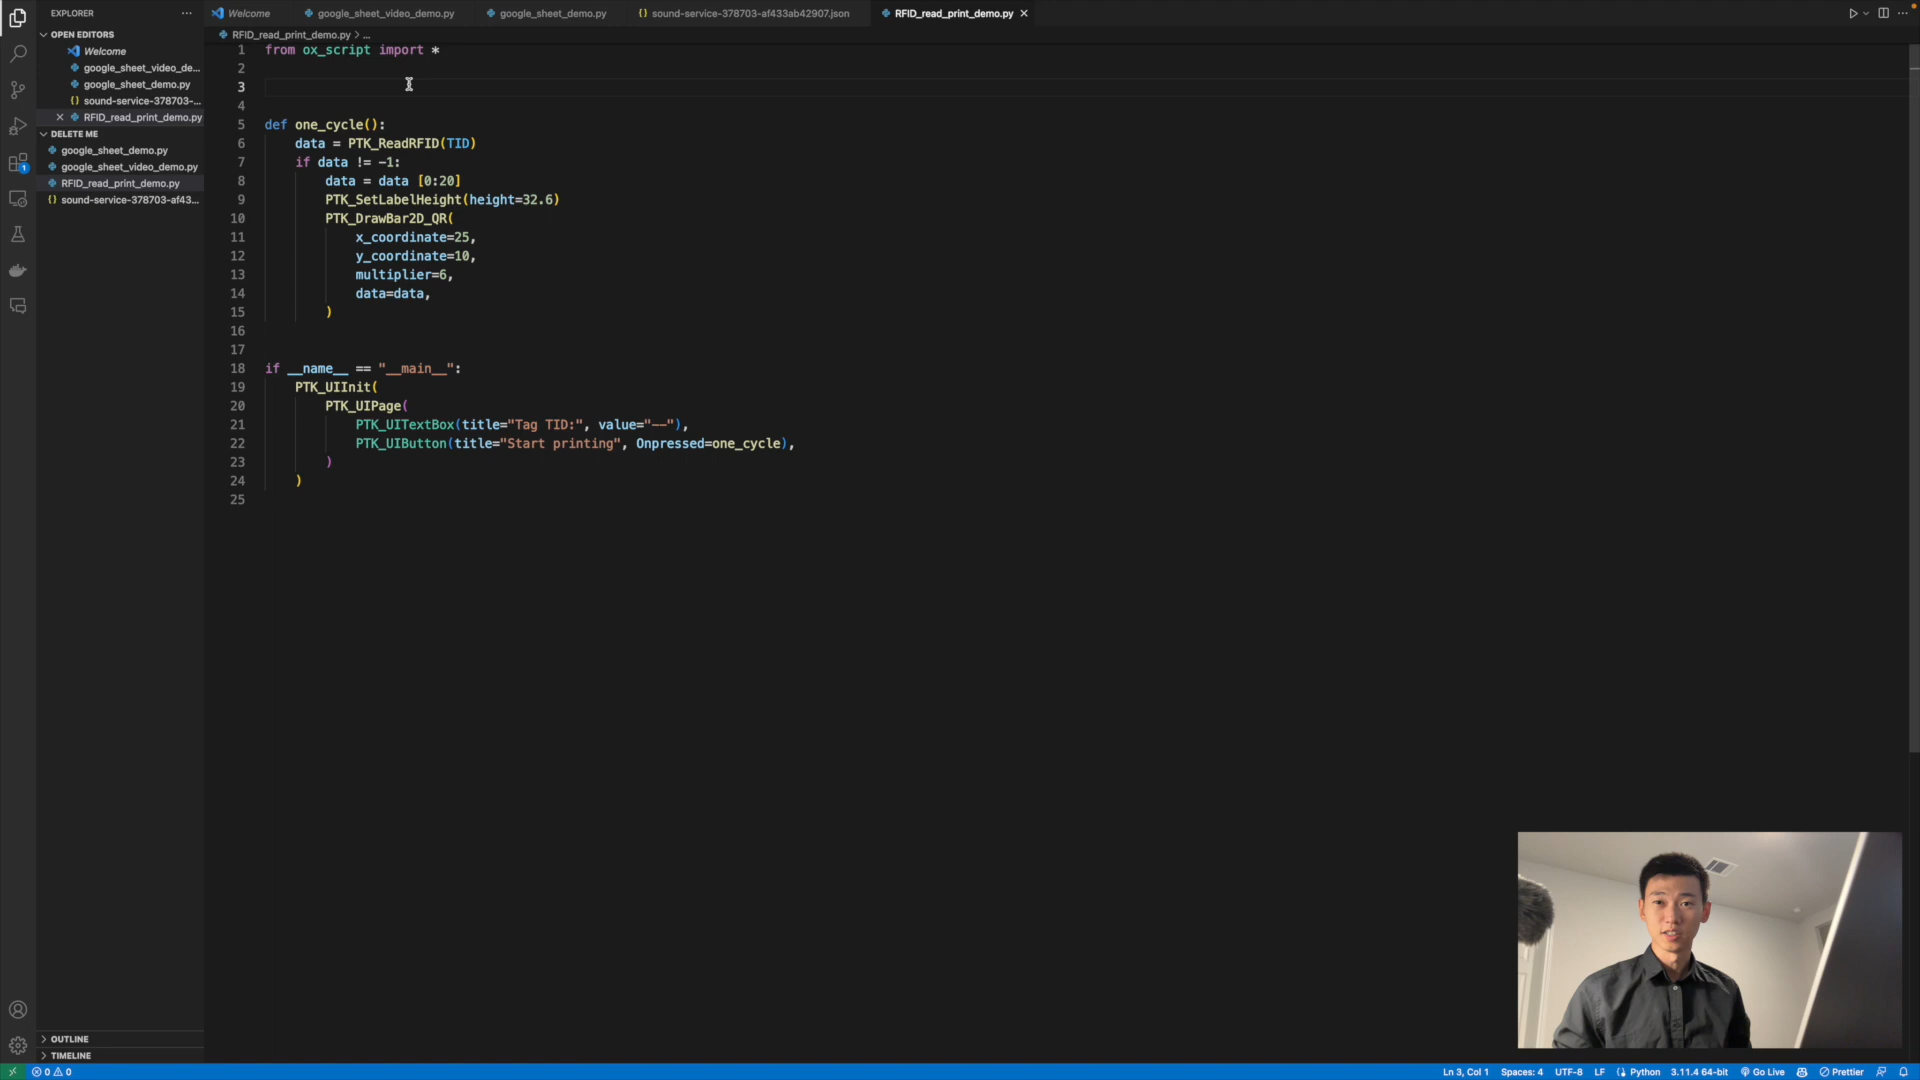 EXPLORER
OPEN EDITORS
Welcome
google_sheet_video_de...
google_sheet_demo.py
sound-service-378703-...
RFID_read_print_demo.py
DELETE ME
google_sheet_demo.py
google_sheet_video_demo.py
RFID_read_print_demo.py
sound-service-378703-af43...
OUTLINE
TIMELINE
Welcome google_sheet_video_demo.py google_sheet_demo.py {} sound-service-378703-af433ab42907.json RFID_read_print_demo.py
RFID_read_print_demo.py > ...
1 from ox_script import *
2
3
4
5 def one_cycle():
6 data = PTK_ReadRFID(TID)
7 if data != -1:
8 data = data [0:20]
9 PTK_SetLabelHeight(height=32.6)
10 PTK_DrawBar2D_QR(
11 x_coordinate=25,
12 y_coordinate=10,
13 multiplier=6,
14 data=data,
15 )
16
17
18 if __name__ == "__main__":
19 PTK_UIInit(
20 PTK_UIPage(
21 PTK_UITextBox(title="Tag TID:", value="--"),
22 PTK_UIButton(title="Start printing", Onpressed=one_cycle),
23 )
24 )
25
0 0 Ln 3, Col 1 Spaces: 4 UTF-8 LF Python 3.11.4 64-bit Go Live Prettier